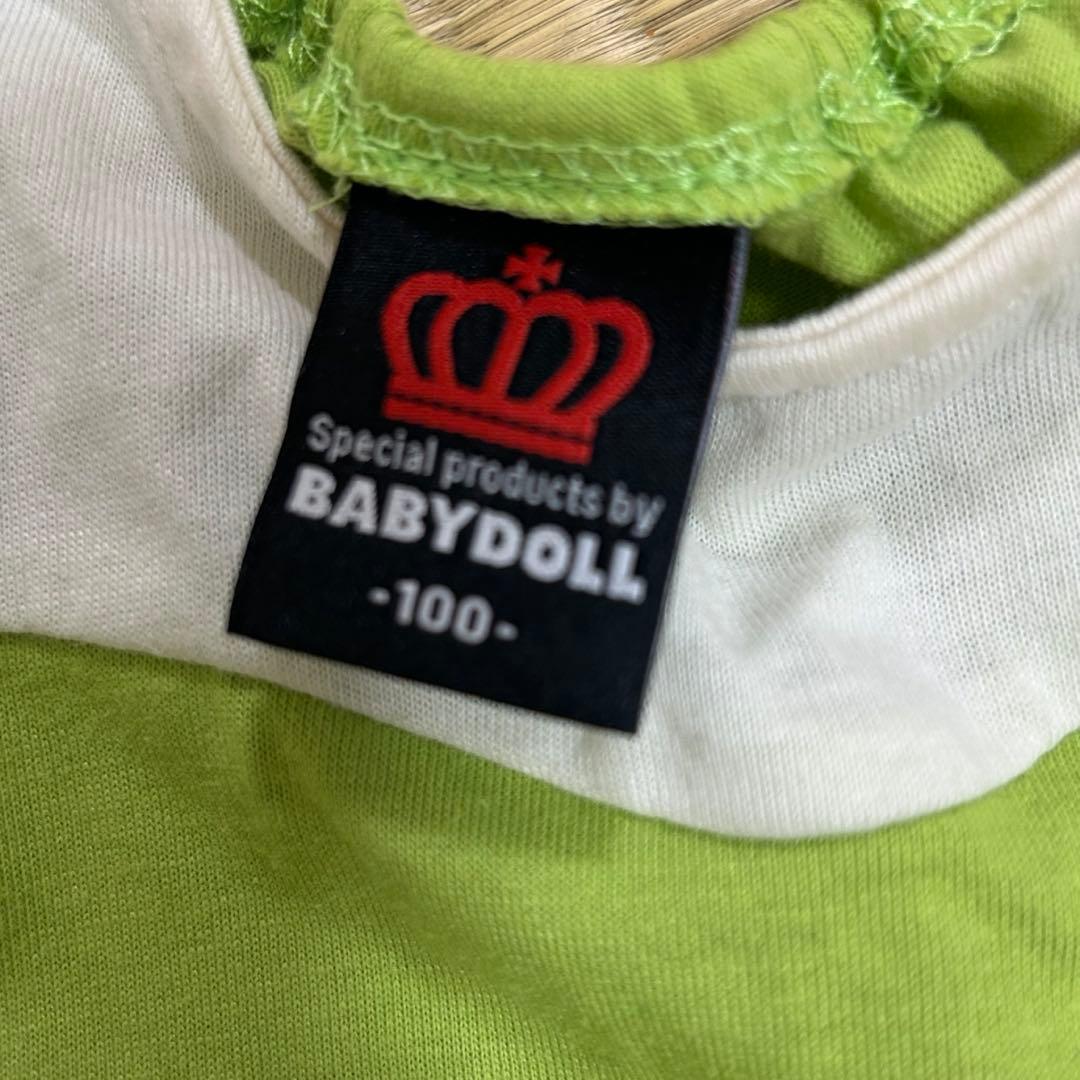 Special products by
BABYDOLL
-100-